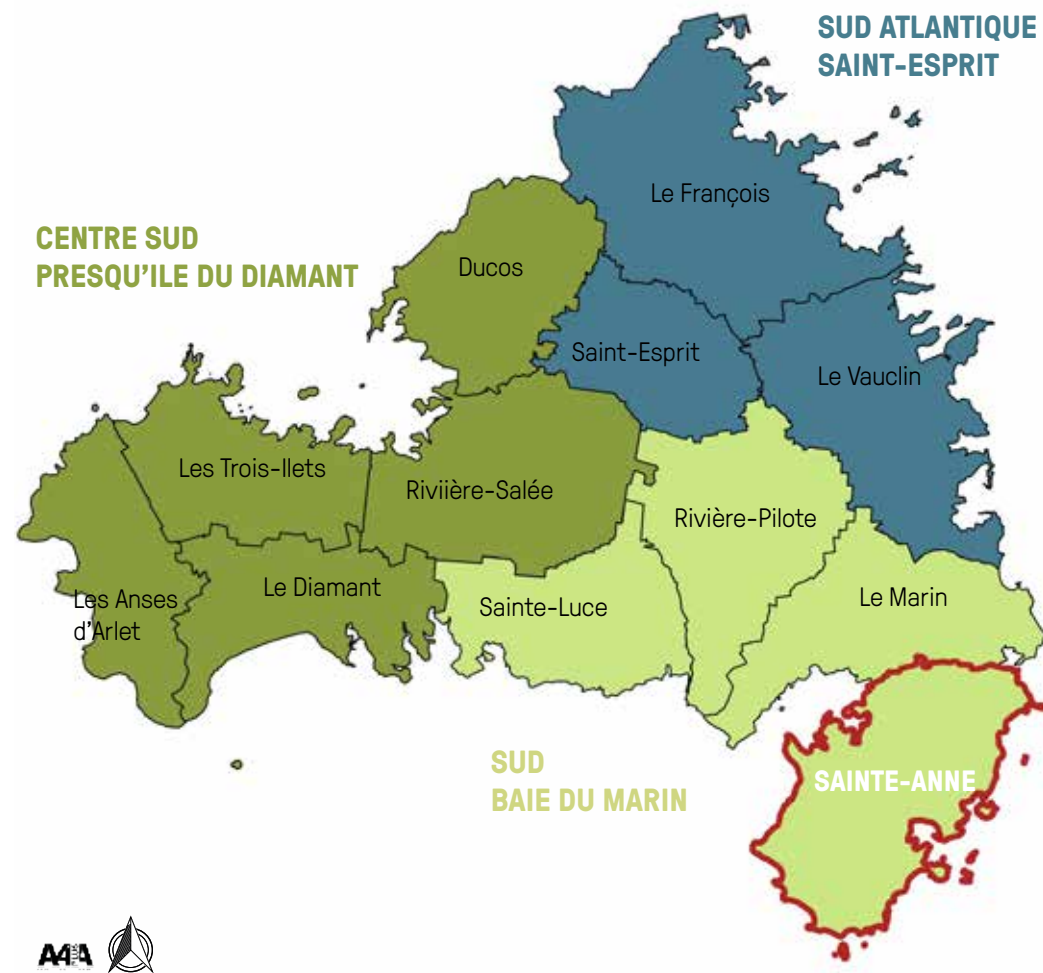 SUD ATLANTIQUE
SAINT-ESPRIT
Le François
CENTRE SUD
PRESQU'ILE DU DIAMANT
Ducos
Saint-Esprit
Le Vauclin
Les Trois-Ilets
Riviière-Salée
Rivière-Pilote
Les Anses
d'Arlet
Le Diamant
Sainte-Luce
Le Marin
SUD
BAIE DU MARIN
SAINTE-ANNE